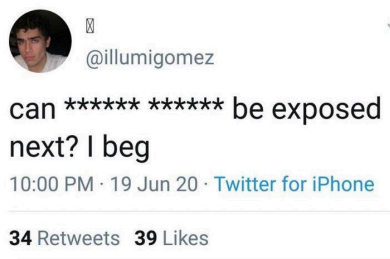 @illumigomez
can ****** ****** be exposed
next? I beg
10:00 PM · 19 Jun 20 · Twitter for iPhone
34 Retweets 39 Likes